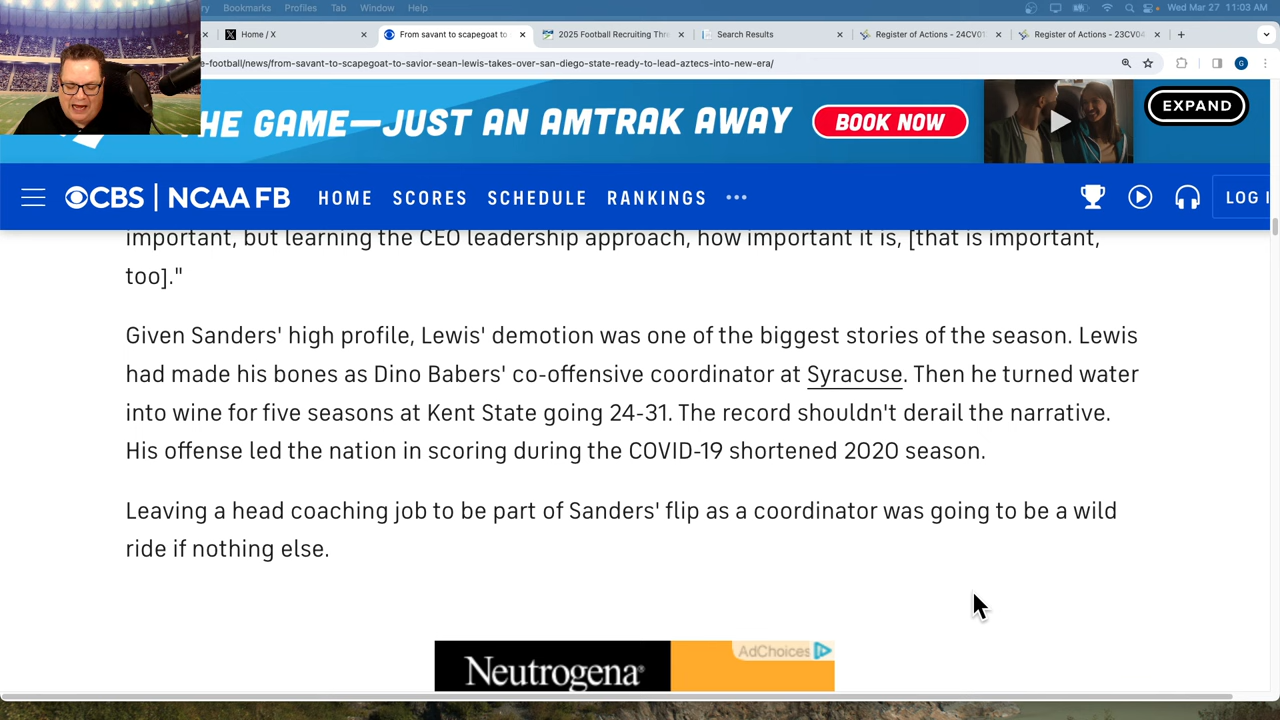 ry Bookmarks Profiles Tab Window Help Wed Mar 27 11:03 AM
Home / X From savant to scapegoat to 2025 Football Recruiting Thre Search Results Register of Actions - 24CV01 Register of Actions - 23CV04
e-football/news/from-savant-to-scapegoat-to-savior-sean-lewis-takes-over-san-diego-state-ready-to-lead-aztecs-into-new-era/
THE GAME—JUST AN AMTRAK AWAY BOOK NOW EXPAND
CBS | NCAA FB HOME SCORES SCHEDULE RANKINGS LOG I
important, but learning the CEO leadership approach, how important it is, [that is important,
too]."
Given Sanders' high profile, Lewis' demotion was one of the biggest stories of the season. Lewis
had made his bones as Dino Babers' co-offensive coordinator at Syracuse. Then he turned water
into wine for five seasons at Kent State going 24-31. The record shouldn't derail the narrative.
His offense led the nation in scoring during the COVID-19 shortened 2020 season.
Leaving a head coaching job to be part of Sanders' flip as a coordinator was going to be a wild
ride if nothing else.
AdChoices
Neutrogena®